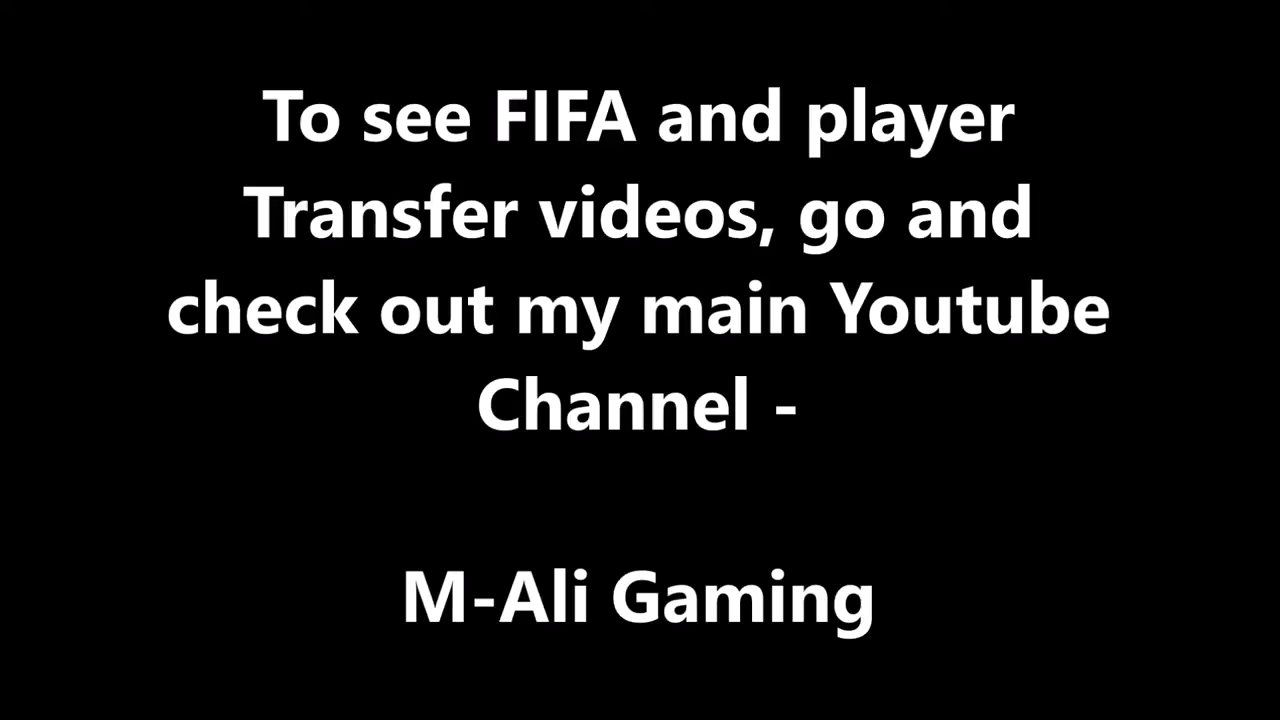 To see FIFA and player
Transfer videos, go and
check out my main Youtube
Channel -
M-Ali Gaming